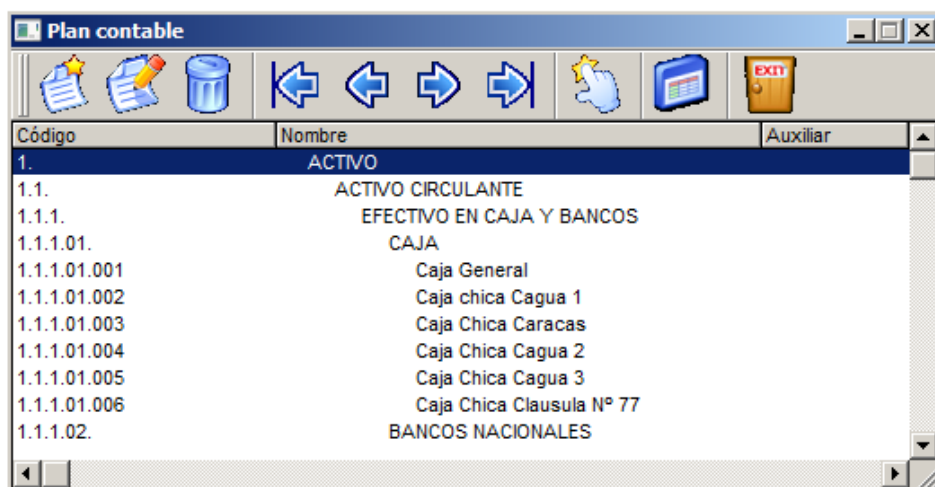 Plan contable
EXIT
Código Nombre Auxiliar
1. ACTIVO
1.1. ACTIVO CIRCULANTE
1.1.1. EFECTIVO EN CAJA Y BANCOS
1.1.1.01. CAJA
1.1.1.01.001 Caja General
1.1.1.01.002 Caja chica Cagua 1
1.1.1.01.003 Caja Chica Caracas
1.1.1.01.004 Caja Chica Cagua 2
1.1.1.01.005 Caja Chica Cagua 3
1.1.1.01.006 Caja Chica Clausula Nº 77
1.1.1.02. BANCOS NACIONALES